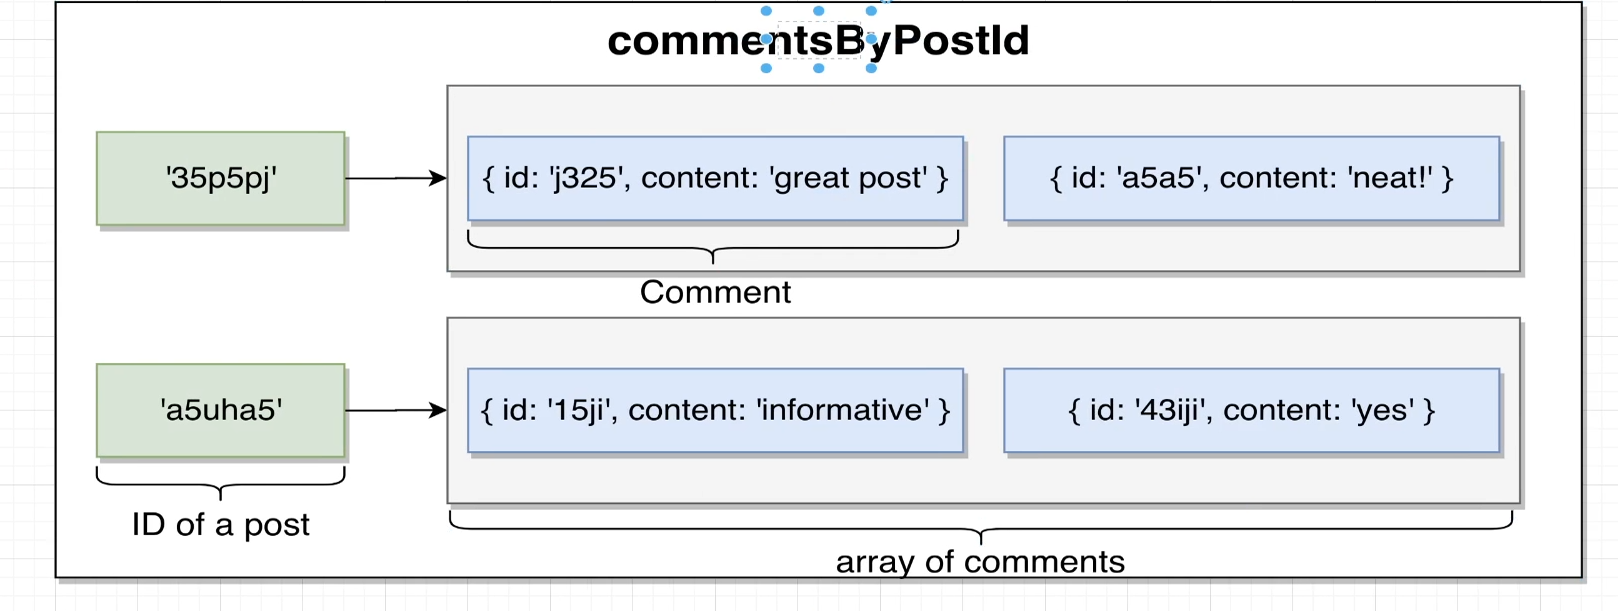 commentsByPostId
'35p5pj'
{ id: 'j325', content: 'great post' }
{ id: 'a5a5', content: 'neat!' }
Comment
'a5uha5'
{ id: '15ji', content: 'informative' }
{ id: '43iji', content: 'yes' }
ID of a post
array of comments